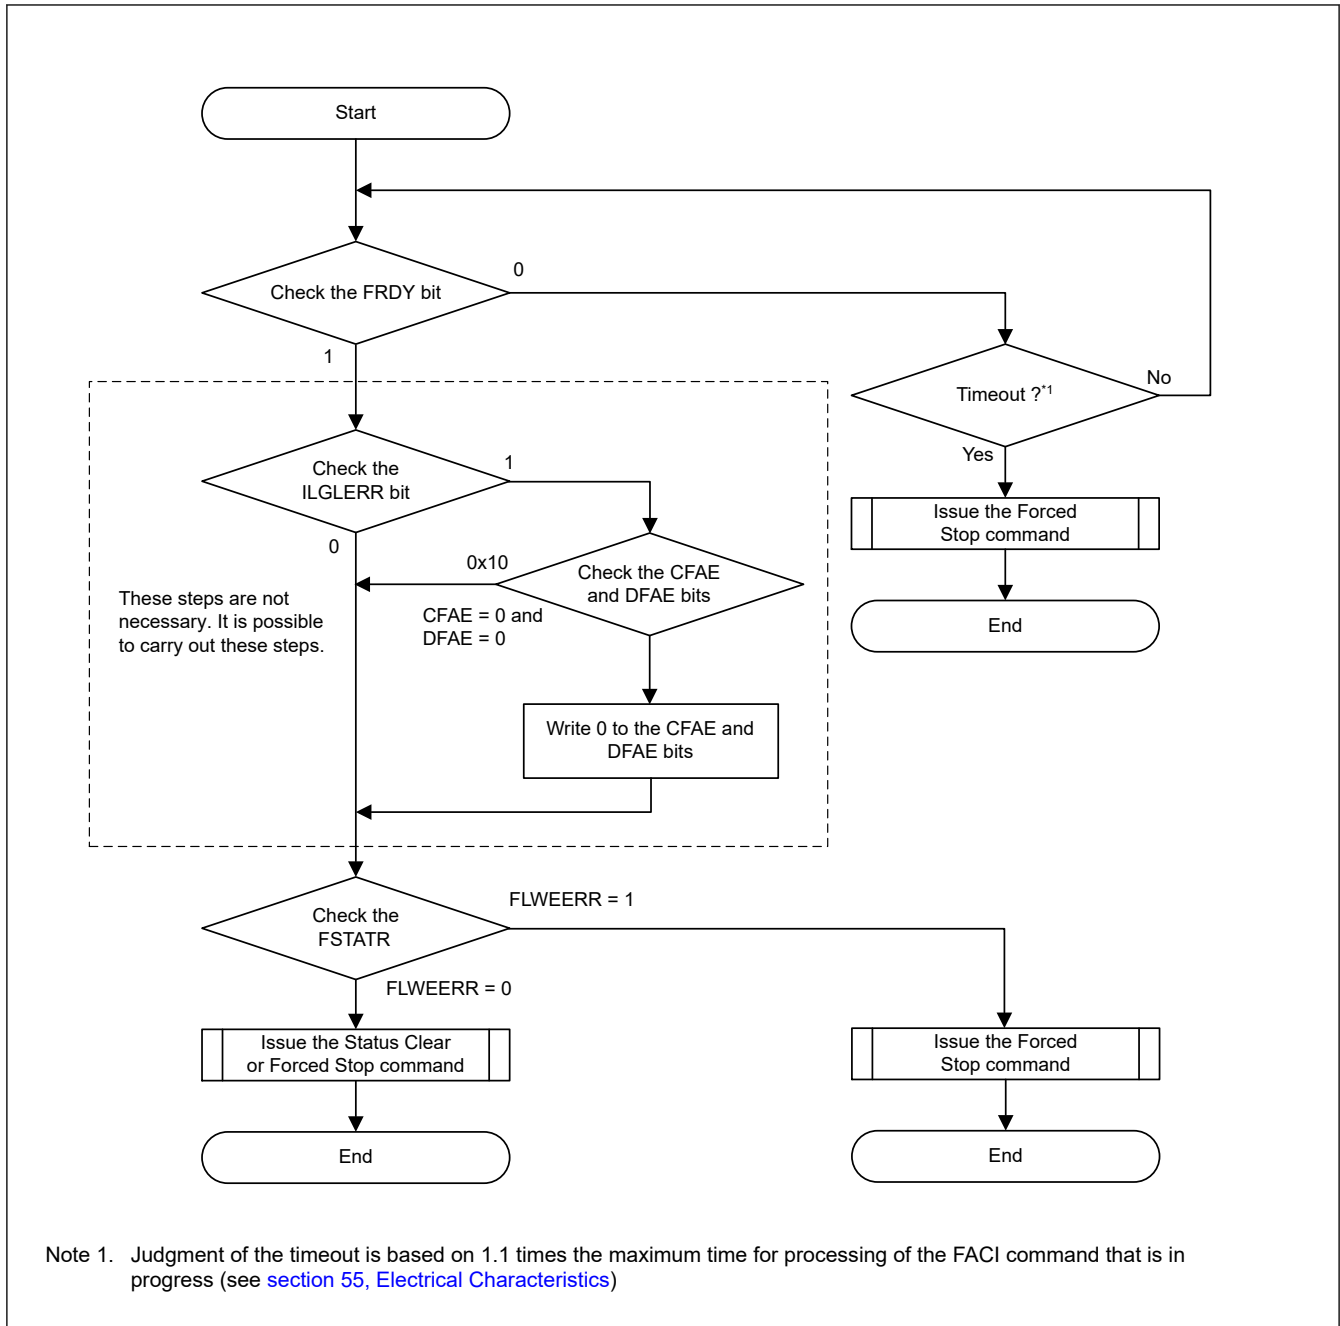 Start
0
Check the FRDY bit
1
No
Timeout ?*1
Yes
Check the
ILGLERR bit
1
Issue the Forced
Stop command
0
0x10
Check the CFAE
and DFAE bits
These steps are not
necessary. It is possible
to carry out these steps.
CFAE = 0 and
DFAE = 0
End
Write 0 to the CFAE and
DFAE bits
FLWEERR = 1
Check the
FSTATR
FLWEERR = 0
Issue the Status Clear
or Forced Stop command
Issue the Forced
Stop command
End
End
Note 1. Judgment of the timeout is based on 1.1 times the maximum time for processing of the FACI command that is in
progress (see section 55, Electrical Characteristics)